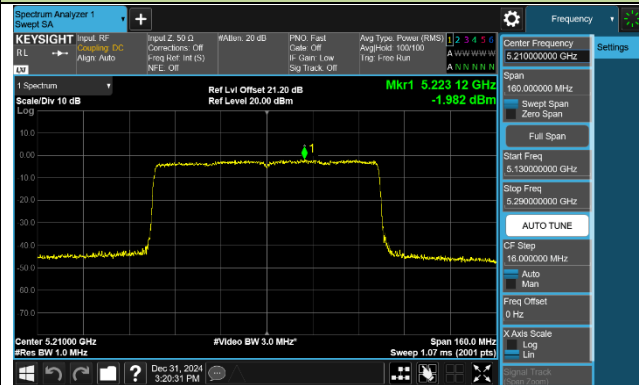 Spectrum Analyzer 1
Swept SA
+
Frequency
KEYSIGHT
RL
LXI
Input: RF
Coupling: DC
Align: Auto
Input Z: 50 Ω
Corrections: Off
Freq Ref: Int (S)
NFE: Off
#Atten: 20 dB
PNO: Fast
Gate: Off
IF Gain: Low
Sig Track: Off
Avg Type: Power (RMS)
Avg|Hold: 100/100
Trig: Free Run
1 2 3 4 5 6
A W W W W W
A N N N N N
1 Spectrum
Scale/Div 10 dB
Log
Ref Lvl Offset 21.20 dB
Ref Level 20.00 dBm
Mkr1 5.223 12 GHz
-1.982 dBm
1
10.0
0.00
-10.0
-20.0
-30.0
-40.0
-50.0
-60.0
-70.0
Center 5.21000 GHz
#Res BW 1.0 MHz
#Video BW 3.0 MHz*
Span 160.0 MHz
Sweep 1.07 ms (2001 pts)
Dec 31, 2024
3:20:31 PM
Center Frequency
5.210000000 GHz
Settings
Span
160.000000 MHz
Swept Span
Zero Span
Full Span
Start Freq
5.130000000 GHz
Stop Freq
5.290000000 GHz
AUTO TUNE
CF Step
16.000000 MHz
Auto
Man
Freq Offset
0 Hz
X Axis Scale
Log
Lin
Signal Track
(Span Zoom)